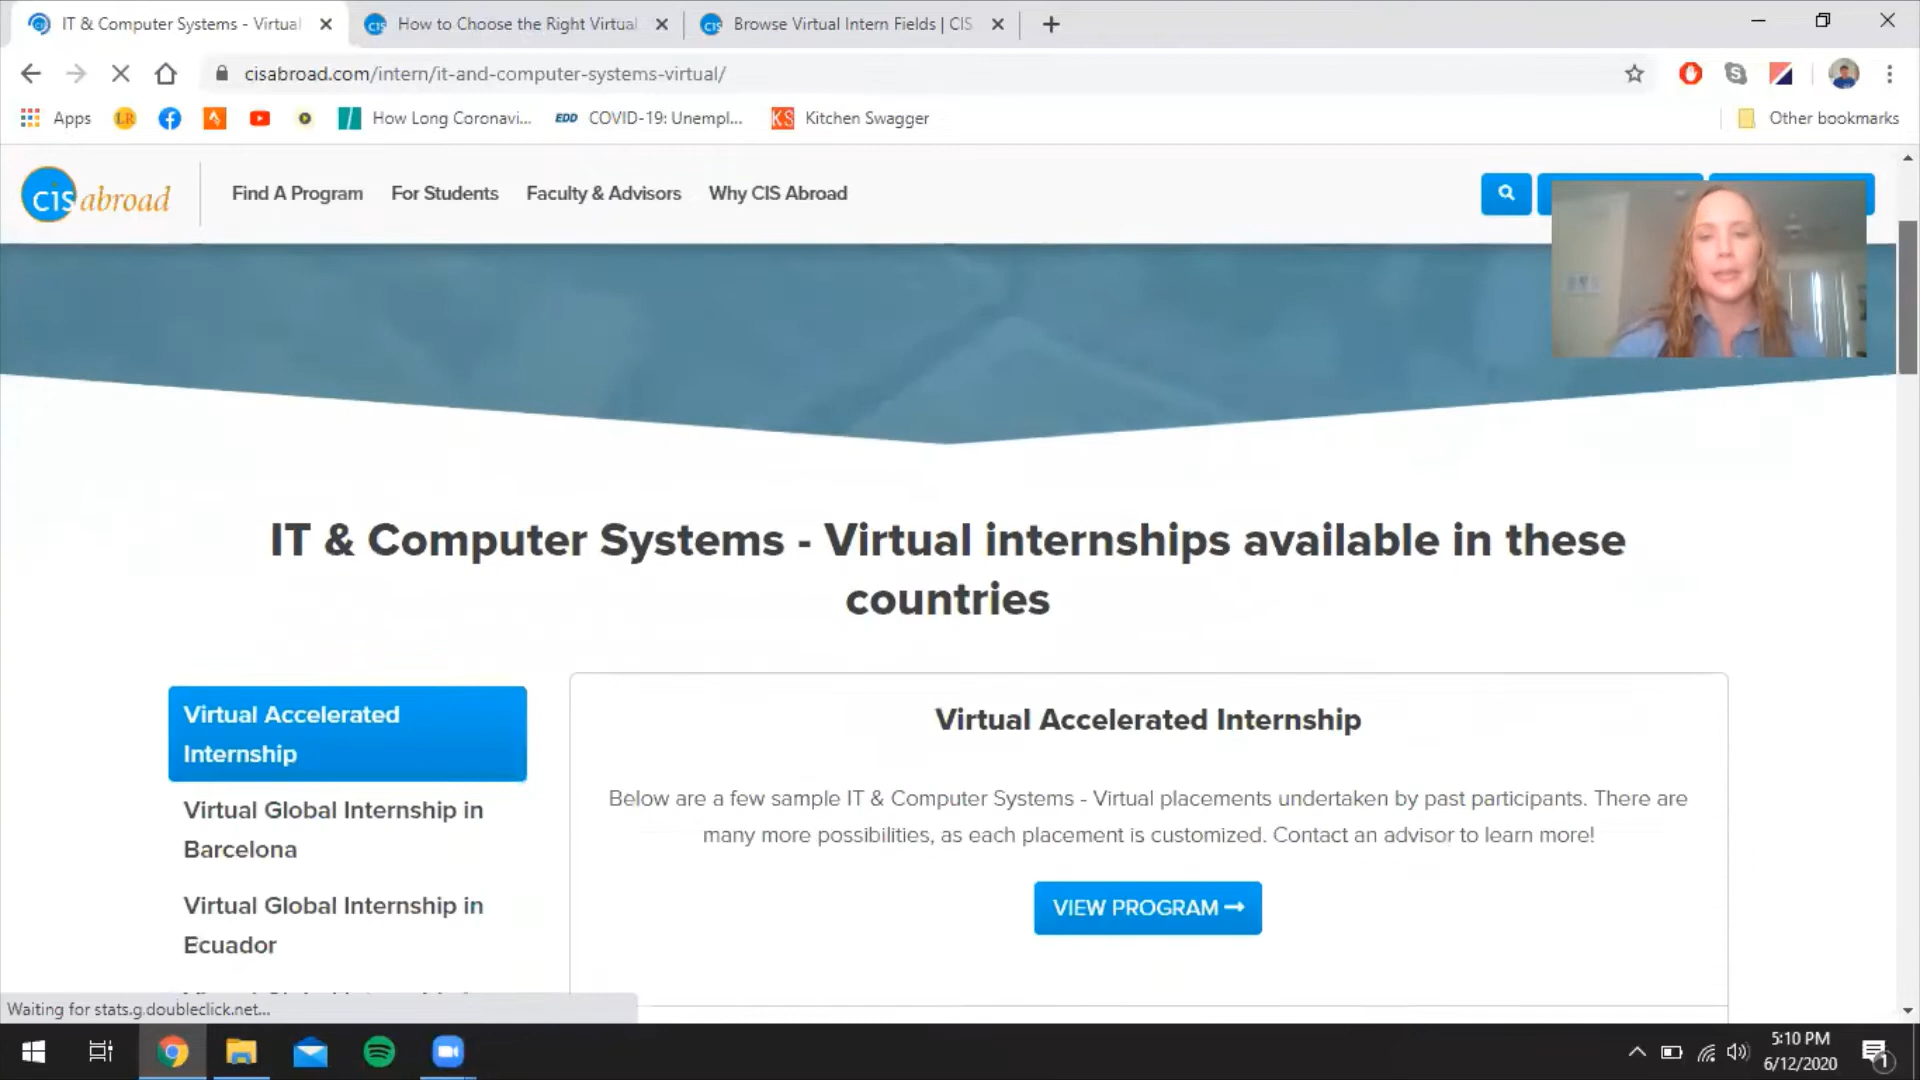 IT & Computer Systems - Virtual
How to Choose the Right Virtual
Browse Virtual Intern Fields | CIS
cisabroad.com/intern/it-and-computer-systems-virtual/
Apps
LR
How Long Coronavi...
EDD
COVID-19: Unempl...
KS
Kitchen Swagger
Other bookmarks
cis abroad
Find A Program
For Students
Faculty & Advisors
Why CIS Abroad
IT & Computer Systems - Virtual internships available in these
countries
Virtual Accelerated
Internship
Virtual Global Internship in
Barcelona
Virtual Global Internship in
Ecuador
Virtual Accelerated Internship
Below are a few sample IT & Computer Systems - Virtual placements undertaken by past participants. There are
many more possibilities, as each placement is customized. Contact an advisor to learn more!
VIEW PROGRAM
Waiting for stats.g.doubleclick.net...
5:10 PM
6/12/2020
1